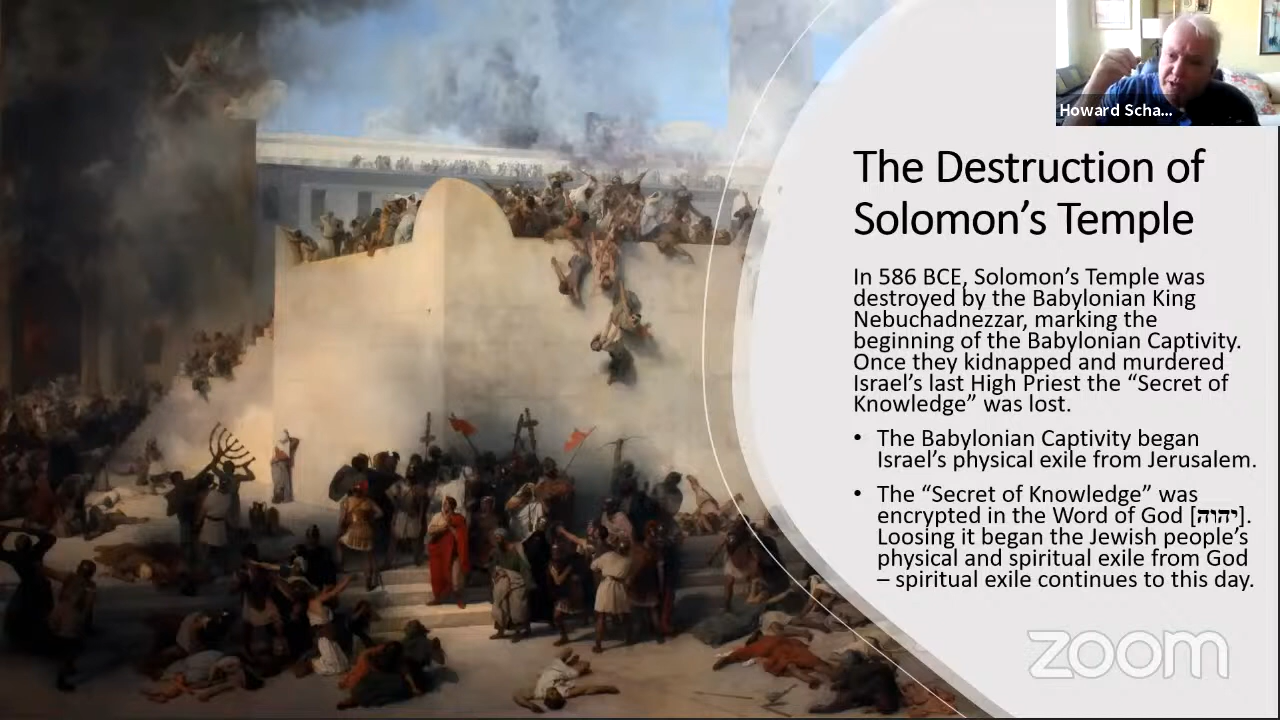 Howard Scha...
The Destruction of
Solomon’s Temple
In 586 BCE, Solomon’s Temple was
destroyed by the Babylonian King
Nebuchadnezzar, marking the
beginning of the Babylonian Captivity.
Once they kidnapped and murdered
Israel’s last High Priest the “Secret of
Knowledge” was lost.
• The Babylonian Captivity began
Israel’s physical exile from Jerusalem.
• The “Secret of Knowledge” was
encrypted in the Word of God [יהוה].
Loosing it began the Jewish people’s
physical and spiritual exile from God
– spiritual exile continues to this day.
zoom